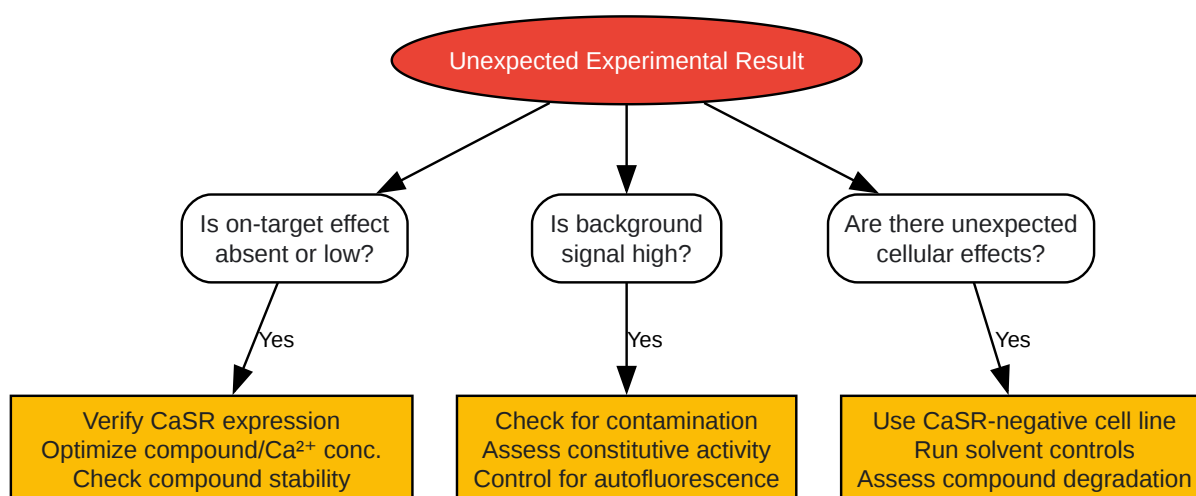 Unexpected Experimental Result
Is on-target effect
absent or low?
Is background
signal high?
Are there unexpected
cellular effects?
Yes
Yes
Yes
Verify CaSR expression
Optimize compound/Ca²⁺ conc.
Check compound stability
Check for contamination
Assess constitutive activity
Control for autofluorescence
Use CaSR-negative cell line
Run solvent controls
Assess compound degradation